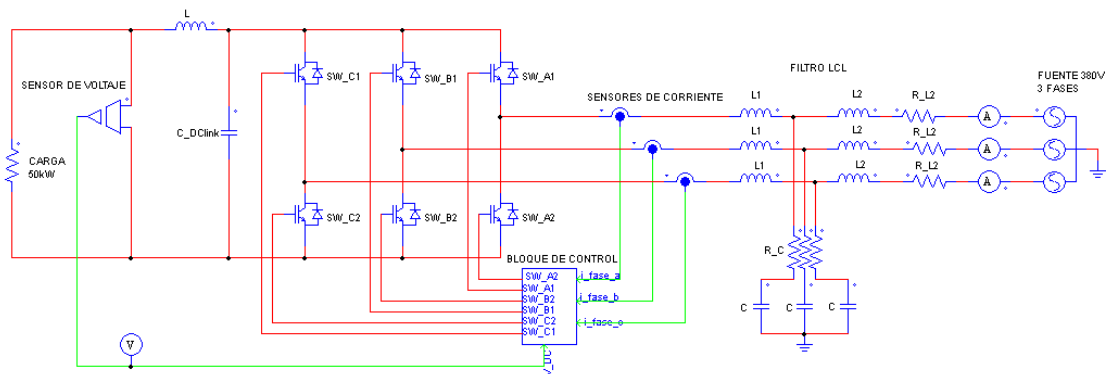 L
SENSOR DE VOLTAJE
C_DClink
CARGA
50kW
SW_C1
SW_B1
SW_A1
SW_C2
SW_B2
SW_A2
SENSORES DE CORRIENTE
FILTRO LCL
FUENTE 380V
3 FASES
L1
L2
R_L2
A
L1
L2
R_L2
A
L1
L2
R_L2
A
R_C
C
C
C
BLOQUE DE CONTROL
SW_A2
SW_A1
SW_B2
SW_B1
SW_C2
SW_C1
i_fase_a
i_fase_b
i_fase_c
V_DC
V